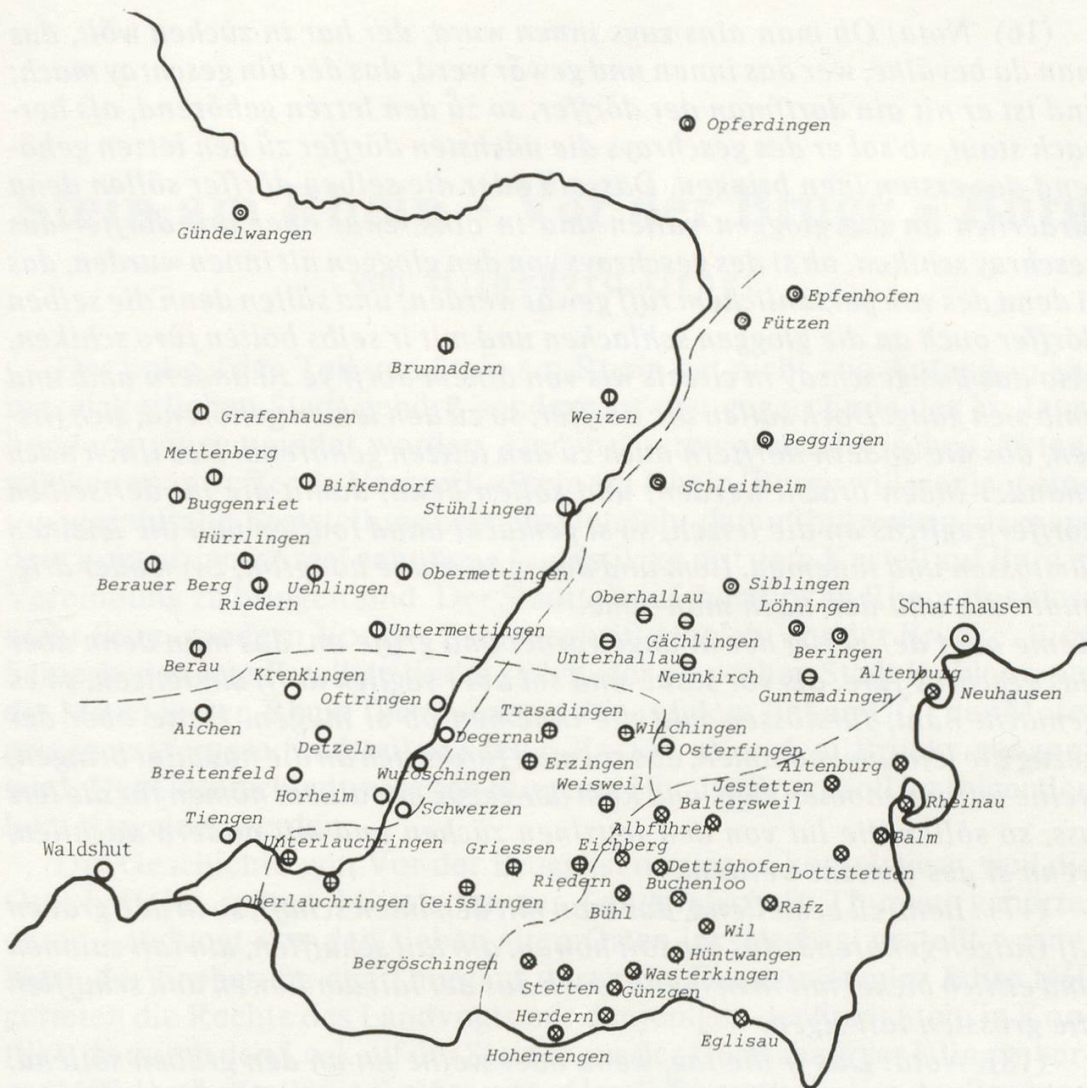 Opferdingen
Gündelwangen
Epfenhofen
Fützen
Brunnadern
Weizen
Grafenhausen
Beggingen
Mettenberg
Birkendorf
Schleitheim
Buggenriet
Stühlingen
Hürrlingen
Berauer Berg
Uehlingen
Obermettingen
Siblingen
Riedern
Oberhallau
Löhningen
Schaffhausen
Untermettingen
Gächlingen
Beringen
Berau
Unterhallau
Neunkirch
Altenburg
Krenkingen
Guntmadingen
Neuhausen
Oftringen
Trasadingen
Aichen
Detzeln
Degernau
Wilchingen
Osterfingen
Breitenfeld
Wutöschingen
Erzingen
Altenburg
Weisweil
Jestetten
Horheim
Schwerzen
Baltersweil
Rheinau
Tiengen
Albführen
Balm
Waldshut
Unterlauchringen
Griessen
Eichberg
Dettighofen
Lottstetten
Riedern
Buchenloo
Oberlauchringen
Geisslingen
Bühl
Rafz
Wil
Bergöschingen
Hüntwangen
Wasterkingen
Stetten
Günzgen
Herdern
Eglisau
Hohentengen